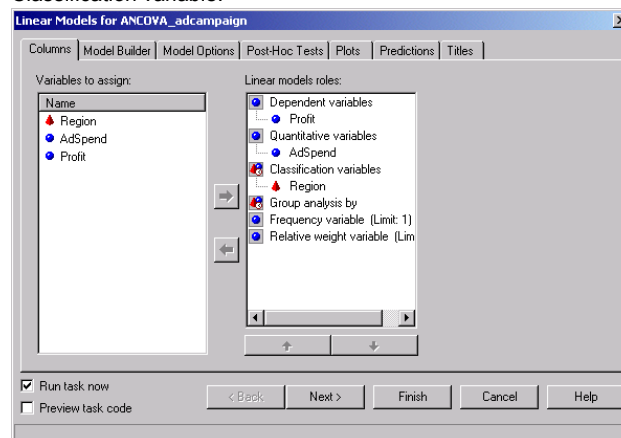 Classification variable.
Linear Models for ANCOVA_adcampaign
Columns Model Builder Model Options Post-Hoc Tests Plots Predictions Titles
Variables to assign:
Name
Region
AdSpend
Profit
Linear models roles:
Dependent variables
Profit
Quantitative variables
AdSpend
Classification variables
Region
Group analysis by
Frequency variable (Limit: 1)
Relative weight variable (Lim
Run task now
Preview task code
< Back Next > Finish Cancel Help